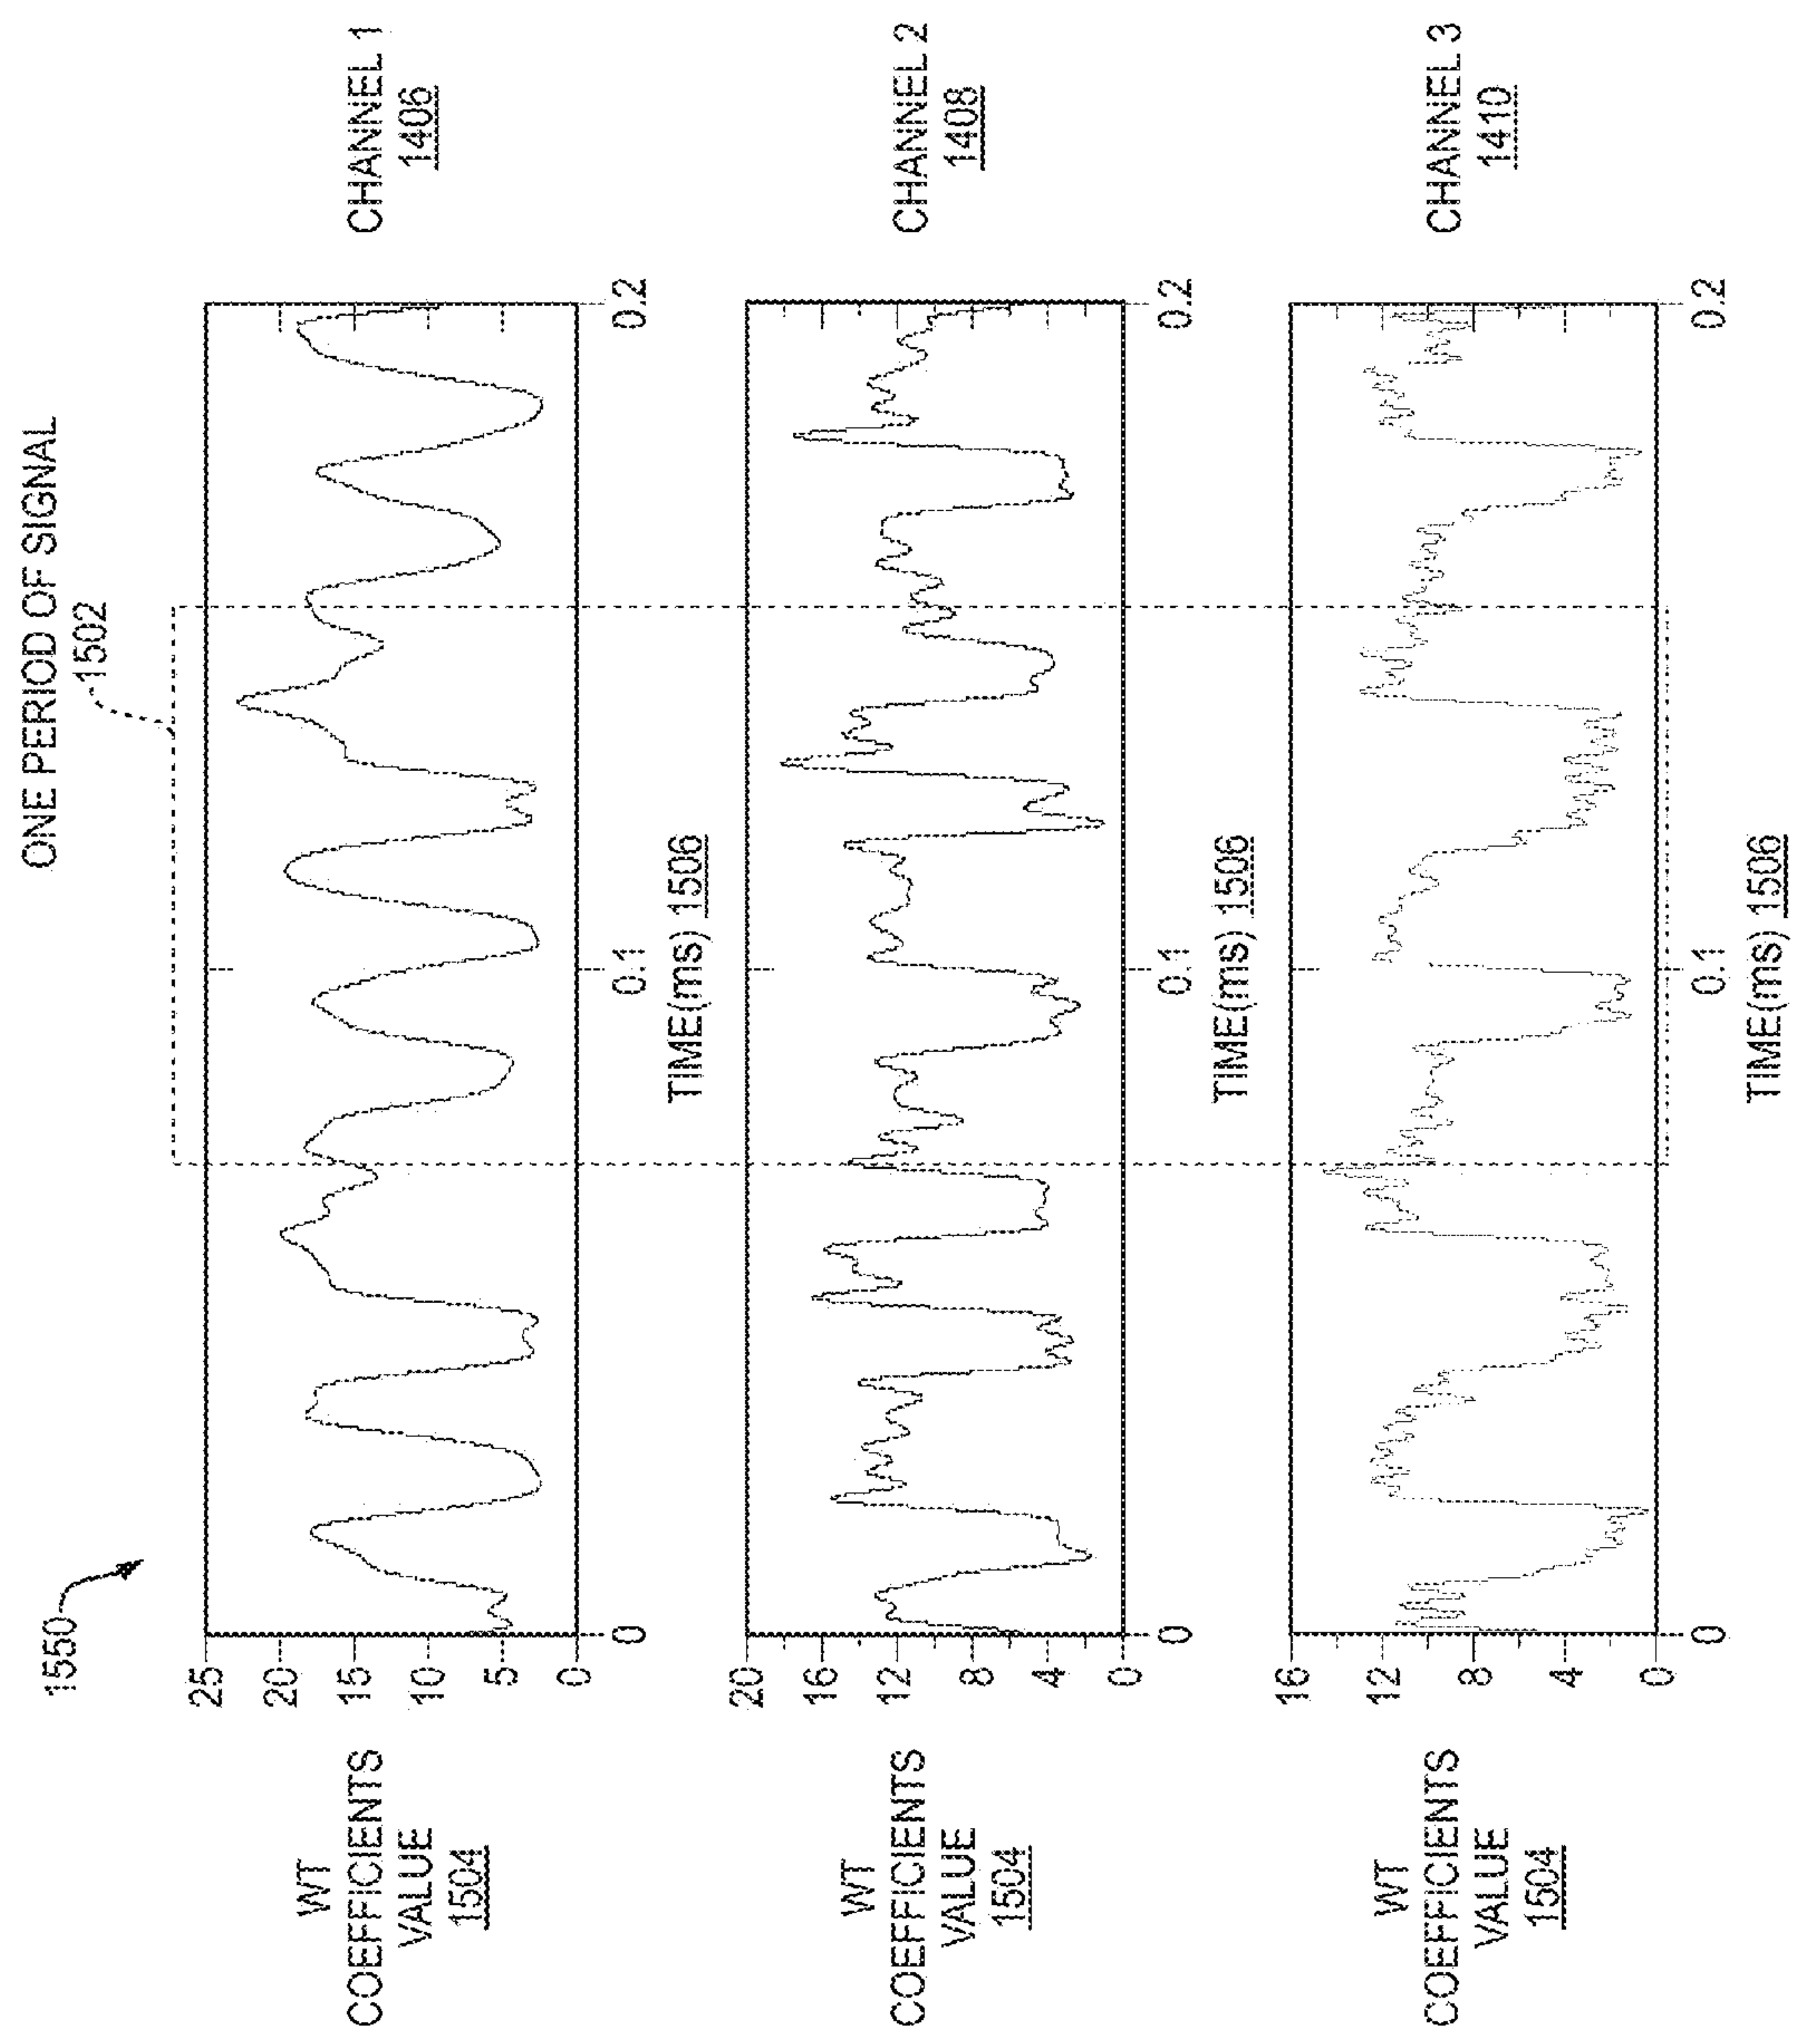 1550
ONE PERIOD OF SIGNAL
1502
WT
COEFFICIENTS
VALUE
1504
25
20
15
10
5
0
0
0.1
0.2
TIME(ms) 1506
CHANNEL 1
1406
WT
COEFFICIENTS
VALUE
1504
20
16
12
8
4
0
0
0.1
0.2
TIME(ms) 1506
CHANNEL 2
1408
WT
COEFFICIENTS
VALUE
1504
16
12
8
4
0
0
0.1
0.2
TIME(ms) 1506
CHANNEL 3
1410